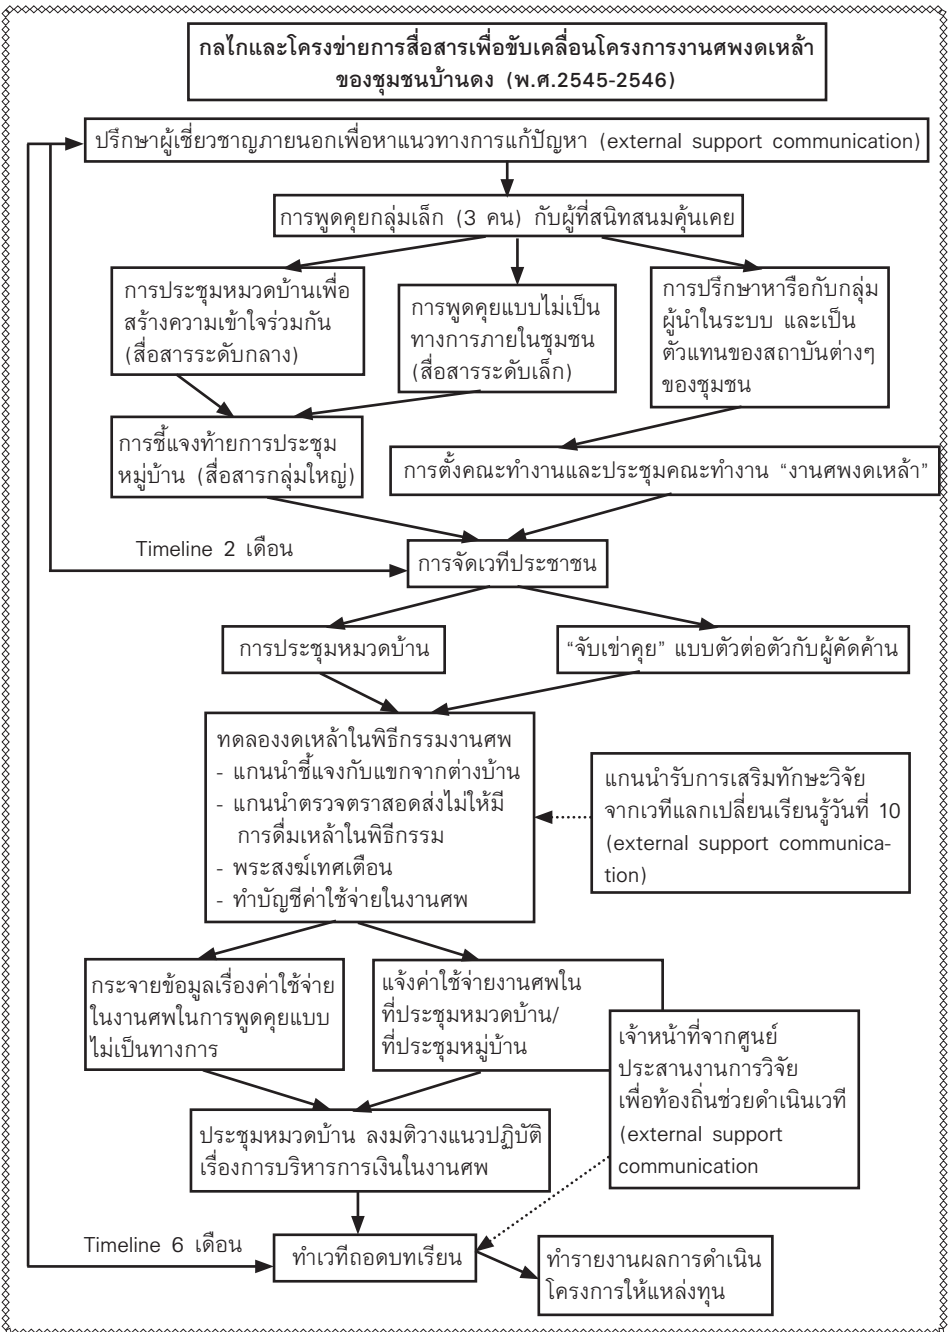 กลไกและโครงข่ายการสื่อสารเพื่อขับเคลื่อนโครงการงานศพงดเหล้า
ของชุมชนบ้านดง (พ.ศ.2545-2546)
ปรึกษาผู้เชี่ยวชาญภายนอกเพื่อหาแนวทางการแก้ปัญหา (external support communication)
การพูดคุยกลุ่มเล็ก (3 คน) กับผู้ที่สนิทสนมคุ้นเคย
การประชุมหมวดบ้านเพื่อ
สร้างความเข้าใจร่วมกัน
(สื่อสารระดับกลาง)
การพูดคุยแบบไม่เป็น
ทางการภายในชุมชน
(สื่อสารระดับเล็ก)
การปรึกษาหารือกับกลุ่ม
ผู้นำในระบบ และเป็น
ตัวแทนของสถาบันต่างๆ
ของชุมชน
การชี้แจงท้ายการประชุม
หมู่บ้าน (สื่อสารกลุ่มใหญ่)
การตั้งคณะทำงานและประชุมคณะทำงาน “งานศพงดเหล้า”
Timeline 2 เดือน
การจัดเวทีประชาชน
การประชุมหมวดบ้าน
“จับเข่าคุย” แบบตัวต่อตัวกับผู้คัดค้าน
ทดลองงดเหล้าในพิธีกรรมงานศพ
- แกนนำชี้แจงกับแขกจากต่างบ้าน
- แกนนำตรวจตราสอดส่งไม่ให้มี
การดื่มเหล้าในพิธีกรรม
- พระสงฆ์เทศเตือน
- ทำบัญชีค่าใช้จ่ายในงานศพ
แกนนำรับการเสริมทักษะวิจัย
จากเวทีแลกเปลี่ยนเรียนรู้วันที่ 10
(external support communica-
tion)
กระจายข้อมูลเรื่องค่าใช้จ่าย
ในงานศพในการพูดคุยแบบ
ไม่เป็นทางการ
แจ้งค่าใช้จ่ายงานศพใน
ที่ประชุมหมวดบ้าน/
ที่ประชุมหมู่บ้าน
เจ้าหน้าที่จากศูนย์
ประสานงานการวิจัย
เพื่อท้องถิ่นช่วยดำเนินเวที
(external support
communication
ประชุมหมวดบ้าน ลงมติวางแนวปฏิบัติ
เรื่องการบริหารการเงินในงานศพ
Timeline 6 เดือน
ทำเวทีถอดบทเรียน
ทำรายงานผลการดำเนิน
โครงการให้แหล่งทุน